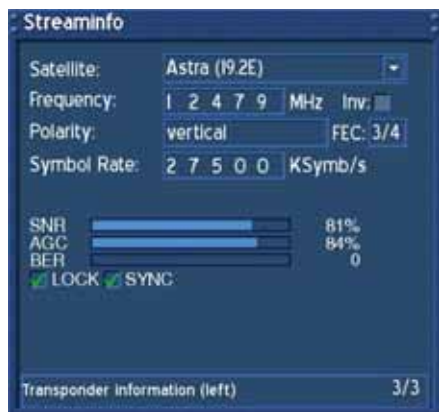 Streaminfo
Satellite: Astra (19.2E)
Frequency: 1 2 4 7 9 MHz Inv:
Polarity: vertical FEC: 3/4
Symbol Rate: 2 7 5 0 0 KSymb/s
SNR 81%
AGC 84%
BER 0
LOCK SYNC
Transponder information (left) 3/3